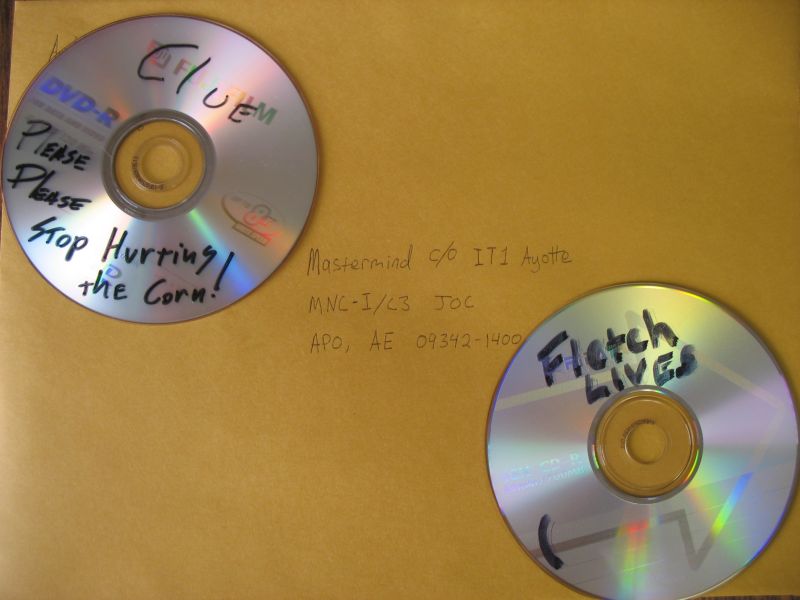 Clue
FUJIFILM
DVD-R
PLEASE
PLEASE
STOP HURTING
the CORN!
Mastermind c/o IT1 Ayotte
MNC-I/C3 JOC
APO, AE 09342-1400
Fletch
LIVES
CD-R